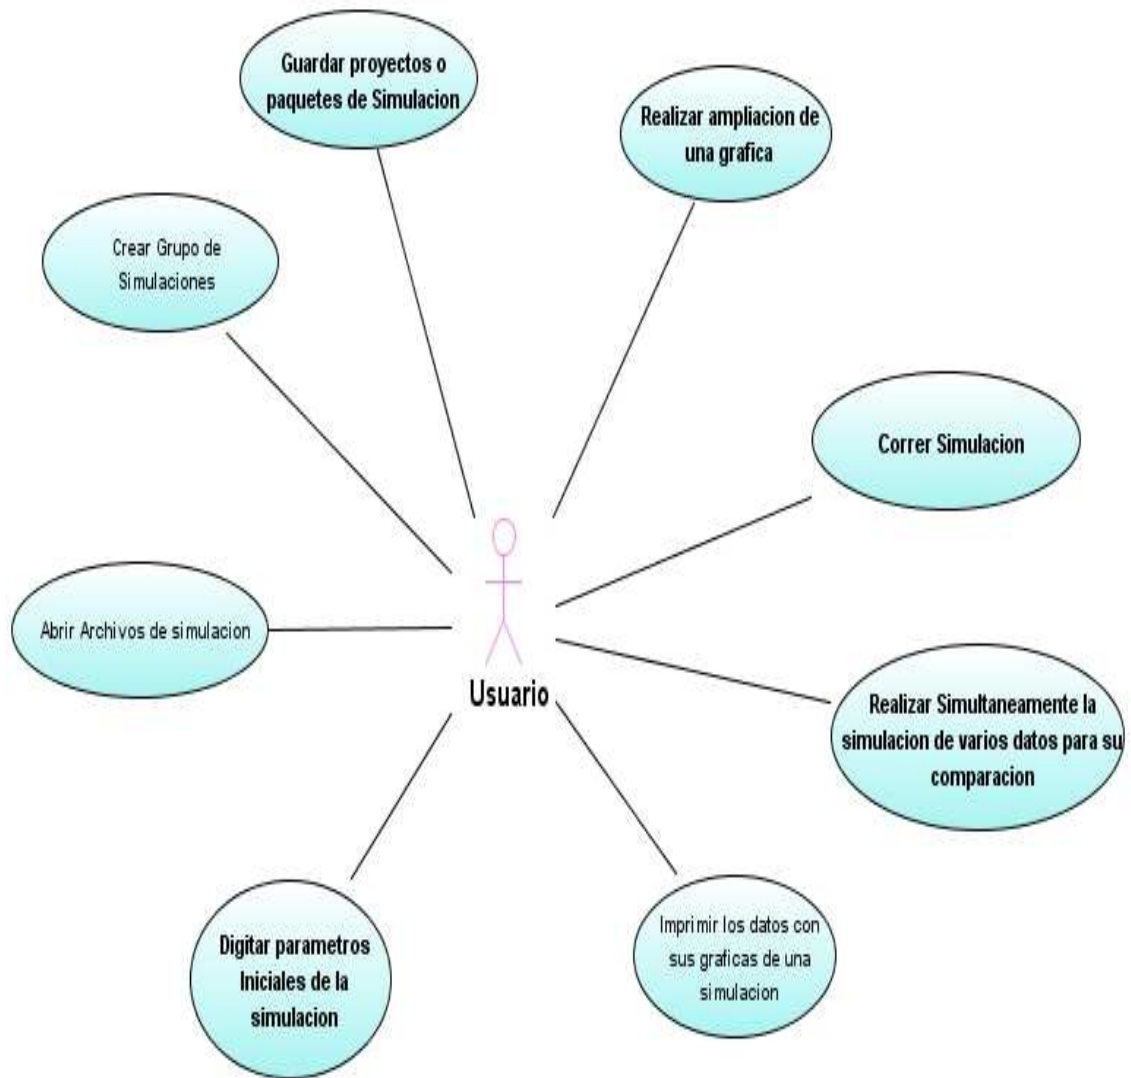 Guardar proyectos o
paquetes de Simulacion
Realizar ampliacion de
una grafica
Crear Grupo de
Simulaciones
Correr Simulacion
Abrir Archivos de simulacion
Usuario
Realizar Simultaneamente la
simulacion de varios datos para su
comparacion
Digitar parametros
Iniciales de la
simulacion
Imprimir los datos con
sus graficas de una
simulacion